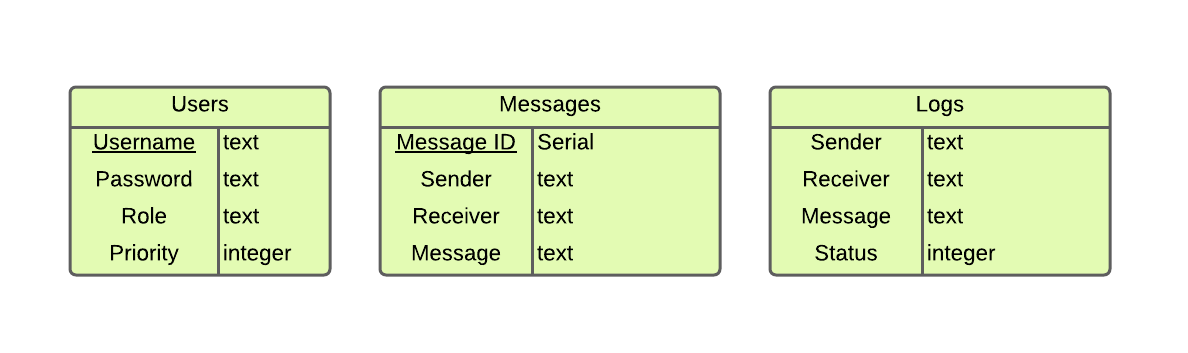 Users
Username text
Password text
Role text
Priority integer
Messages
Message ID Serial
Sender text
Receiver text
Message text
Logs
Sender text
Receiver text
Message text
Status integer